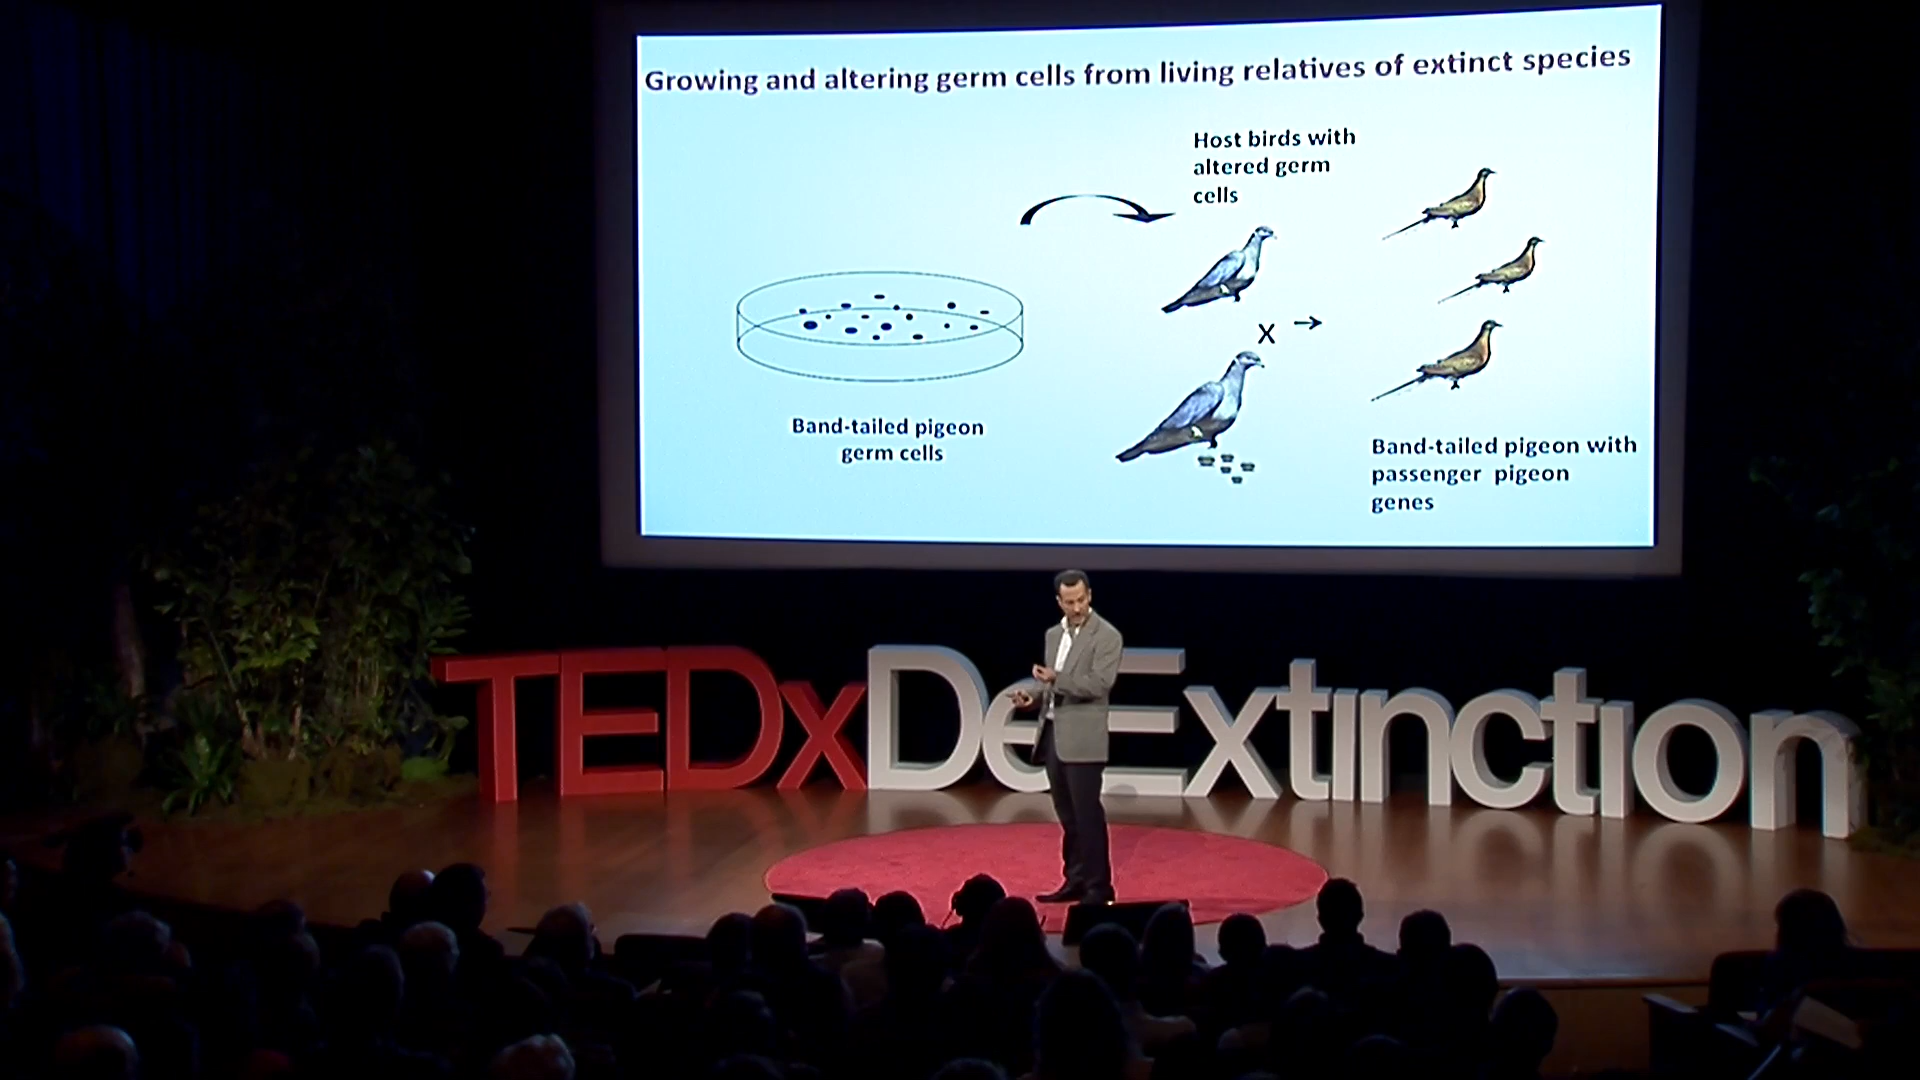 Growing and altering germ cells from living relatives of extinct species
Host birds with
altered germ
cells
X
Band-tailed pigeon
germ cells
Band-tailed pigeon with
passenger pigeon
genes
TEDxDeExtinction